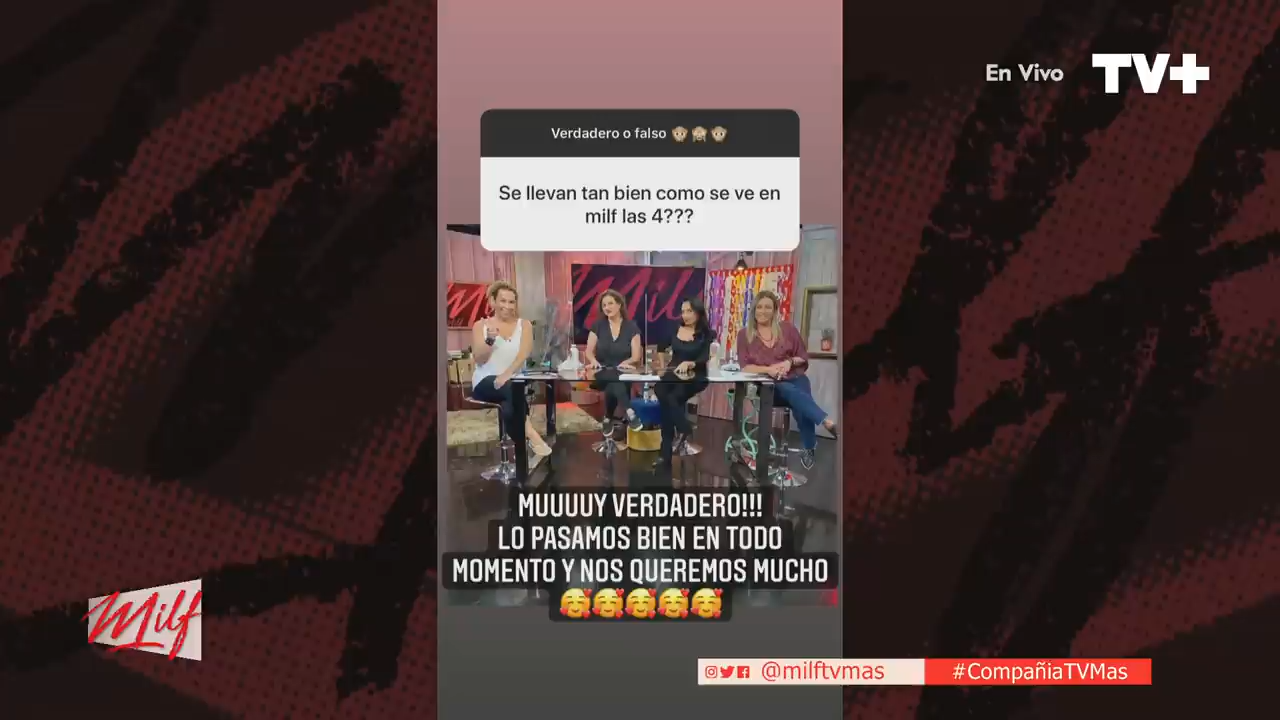 En Vivo TV+
Verdadero o falso 🙊🙈🙊
Se llevan tan bien como se ve en
milf las 4???
Milf
MUUUUY VERDADERO!!!
LO PASAMOS BIEN EN TODO
MOMENTO Y NOS QUEREMOS MUCHO
🥰🥰🥰🥰🥰
Milf
@milftvmas #CompañiaTVMas